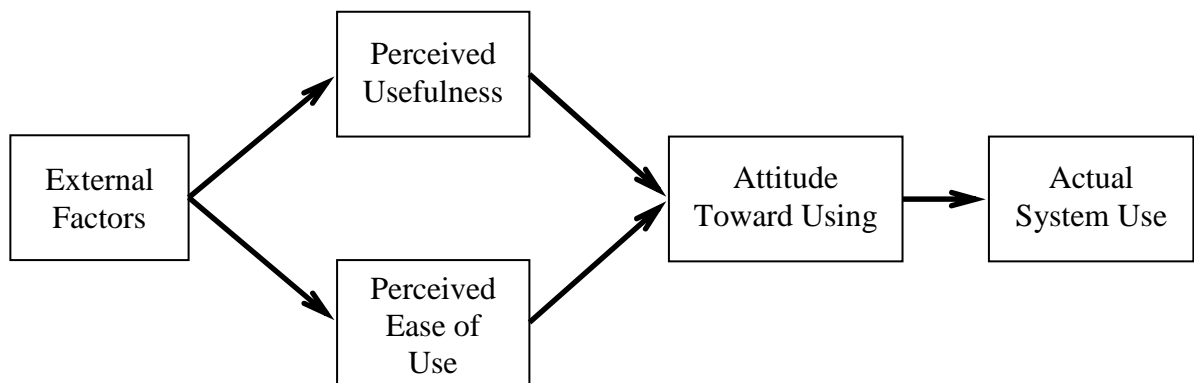 External
Factors
Perceived
Usefulness
Perceived
Ease of
Use
Attitude
Toward Using
Actual
System Use